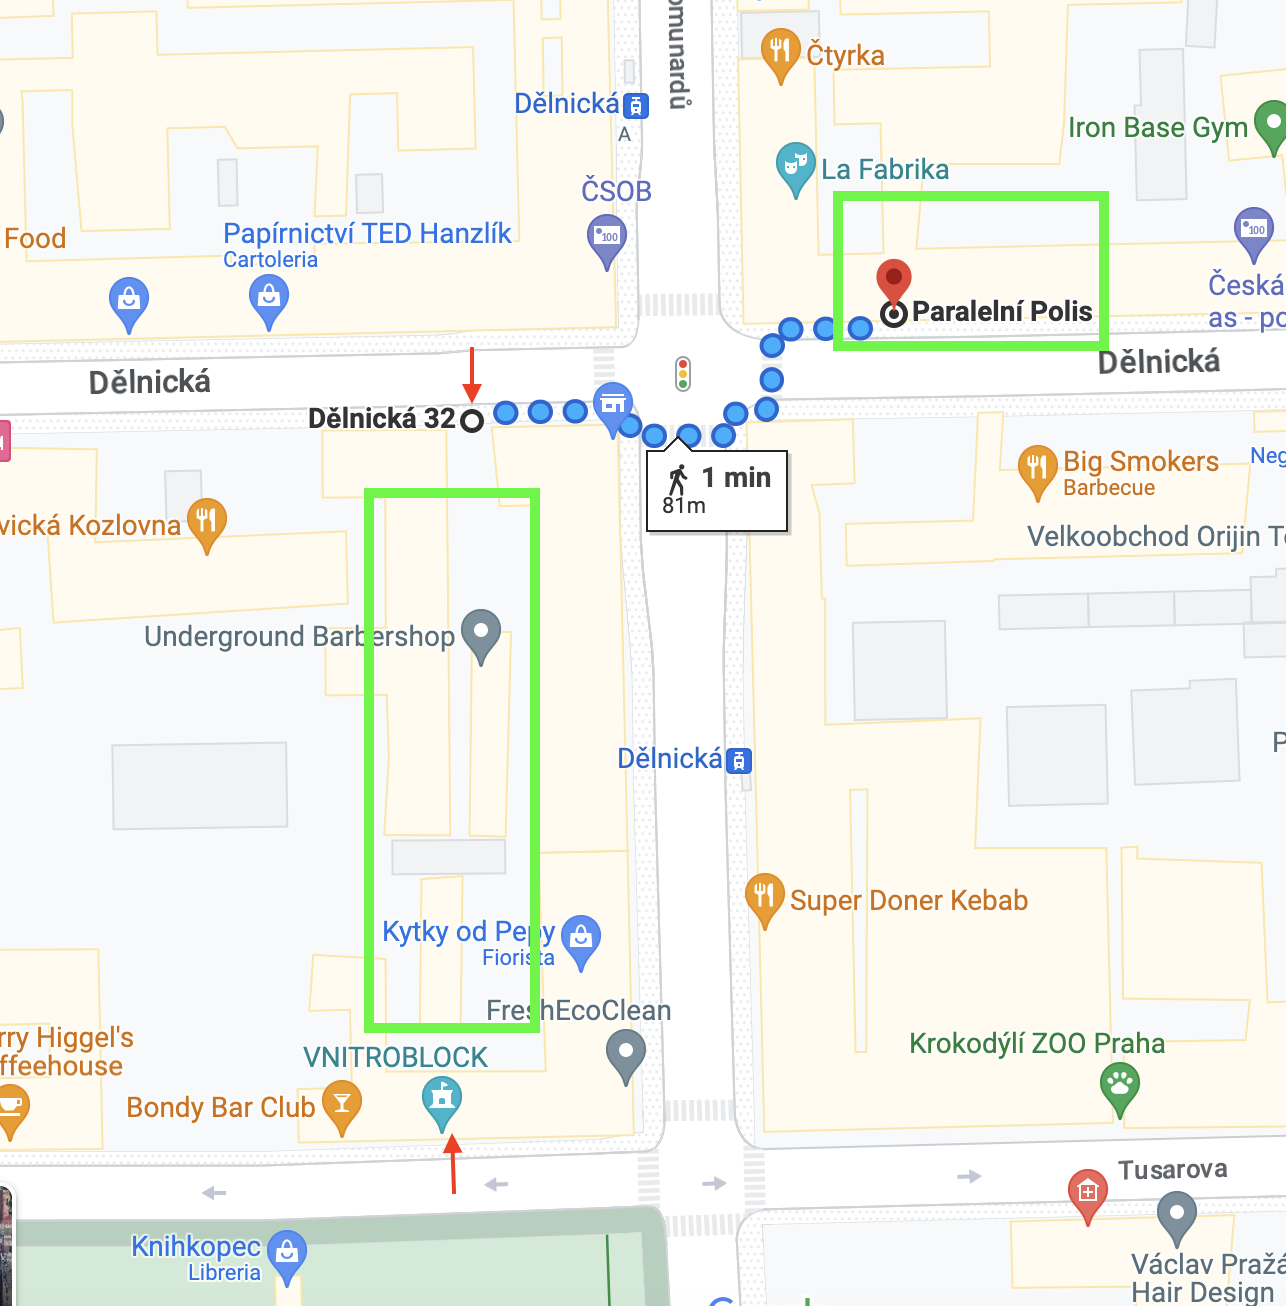 omunardů
Čtyrka
Dělnická
A
Iron Base Gym
La Fabrika
ČSOB
100
Food
Papírnictví TED Hanzlík
Cartoleria
100
Česká
as - po
Paralelní Polis
Dělnická
Dělnická
Dělnická 32
1 min
81m
Big Smokers
Barbecue
Neg
vická Kozlovna
Velkoobchod Orijin Te
Underground Barbershop
Dělnická
P
Super Doner Kebab
Kytky od Pepy
Fiorista
FreshEcoClean
rry Higgel's
ffeehouse
VNITROBLOCK
Krokodýlí ZOO Praha
Bondy Bar Club
Tusarova
Knihkopec
Libreria
Václav Pražá
Hair Design